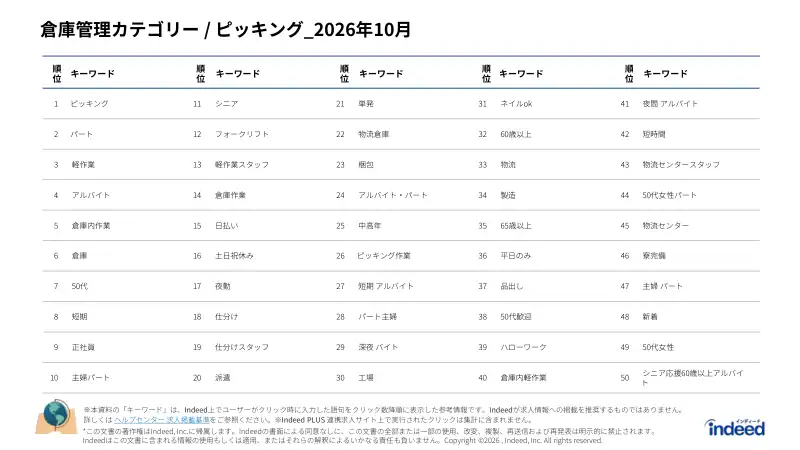 倉庫管理カテゴリー / ピッキング_2026年10月
順位 キーワード 順位 キーワード 順位 キーワード 順位 キーワード 順位 キーワード
1 ピッキング 11 シニア 21 単発 31 ネイルok 41 夜間 アルバイト
2 パート 12 フォークリフト 22 物流倉庫 32 60歳以上 42 短時間
3 軽作業 13 軽作業スタッフ 23 梱包 33 物流 43 物流センタースタッフ
4 アルバイト 14 倉庫作業 24 アルバイト・パート 34 製造 44 50代女性パート
5 倉庫内作業 15 日払い 25 中高年 35 65歳以上 45 物流センター
6 倉庫 16 土日祝休み 26 ピッキング作業 36 平日のみ 46 寮完備
7 50代 17 夜勤 27 短期 アルバイト 37 品出し 47 主婦 パート
8 短期 18 仕分け 28 パート主婦 38 50代歓迎 48 新着
9 正社員 19 仕分けスタッフ 29 深夜 バイト 39 ハローワーク 49 50代女性
10 主婦パート 20 派遣 30 工場 40 倉庫内軽作業 50 シニア応援60歳以上アルバイト
※本資料の「キーワード」は、Indeed上でユーザーがクリック時に入力した語句をクリック数降順に表示した参考情報です。Indeedが求人情報への掲載を推奨するものではありません。
詳しくは ヘルプセンター 求人掲載基準をご参照ください。※Indeed PLUS 連携求人サイト上で実行されたクリックは集計に含まれません。
*この文書の著作権はIndeed, Inc.に帰属します。Indeedの書面による同意なしに、この文書の全部または一部の使用、改変、複製、再送信および再発表は明示的に禁止されます。
Indeedはこの文書に含まれる情報の使用もしくは適用、またはそれらの解釈によるいかなる責任も負いません。Copyright ©2026 , Indeed, Inc. All rights reserved.
インディード
indeed